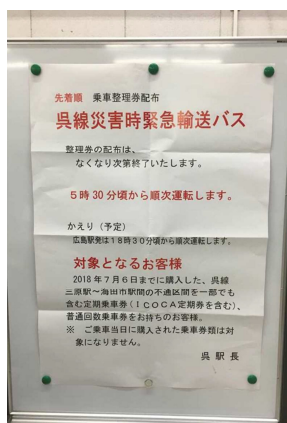 先着順 乗車整理券配布
呉線災害時緊急輸送バス
整理券の配布は、
なくなり次第終了いたします。
5時30分頃から順次運転します。
かえり（予定）
広島駅発は18時30分頃から順次運転します。
対象となるお客様
2018年7月6日までに購入した、呉線
三原駅～海田市駅間の不通区間を一部でも
含む定期乗車券（ICOCA定期券を含む）、
普通回数乗車券をお持ちのお客様。
※ ご乗車当日に購入された乗車券類は対
象になりません。
呉駅長